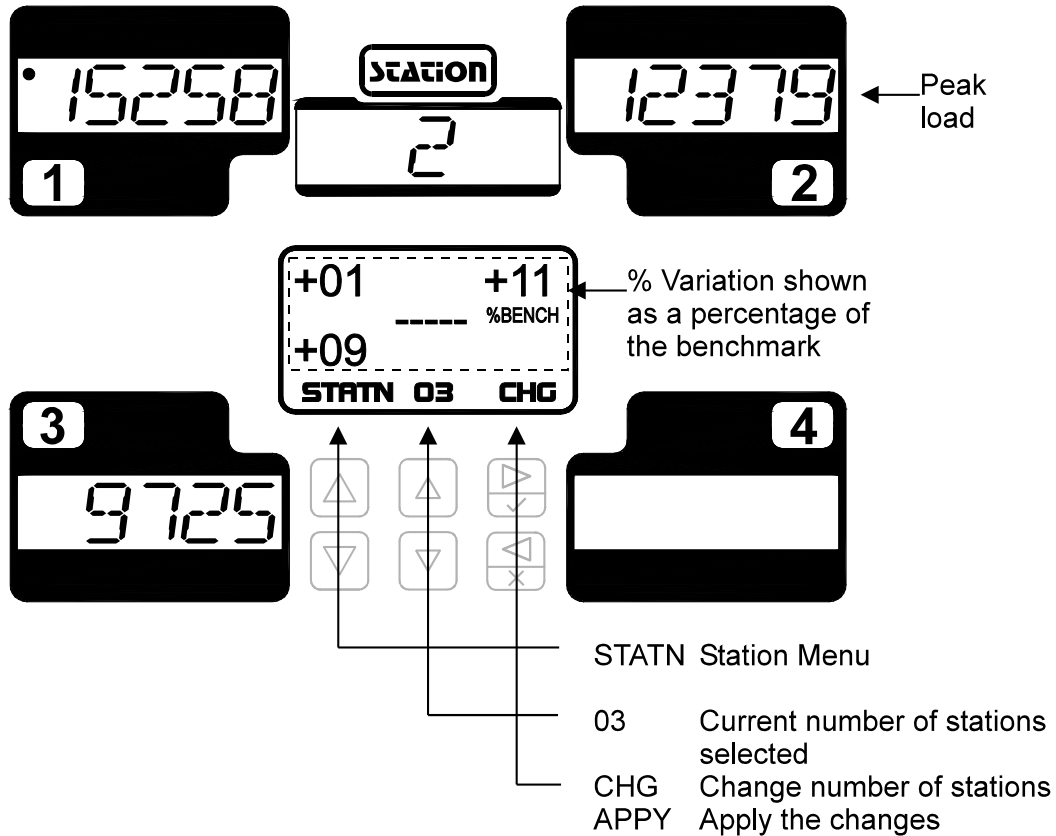 15258
STATION
12379
Peak
load
2
1
2
+01
+11
%BENCH
-----
+09
STATN 03 CHG
% Variation shown
as a percentage of
the benchmark
3
4
9725
STATN Station Menu
03 Current number of stations
selected
CHG Change number of stations
APPY Apply the changes